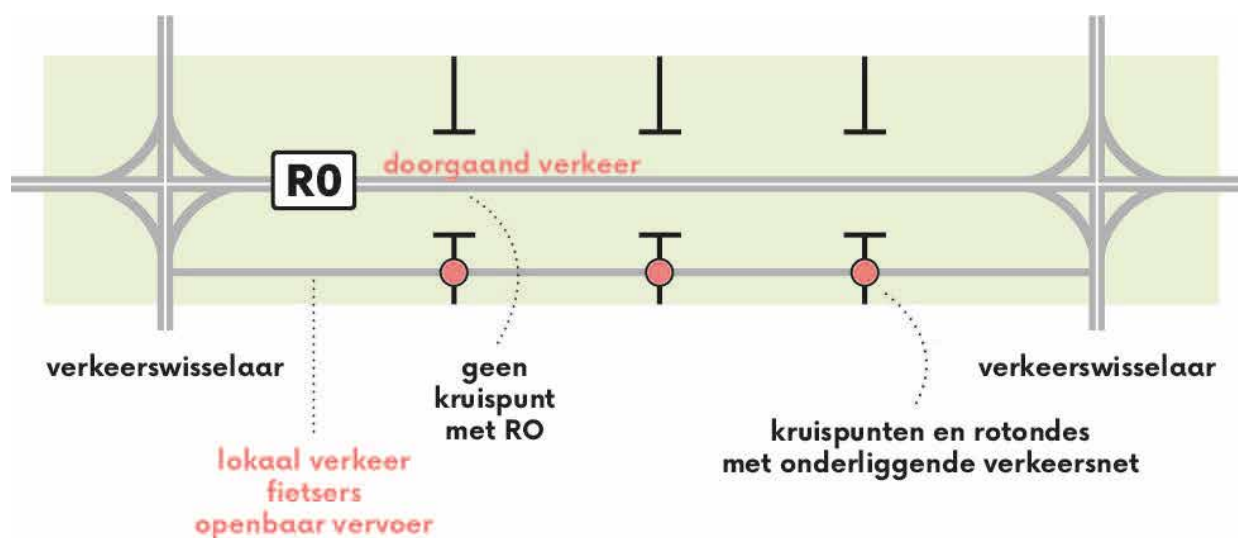 doorgaand verkeer
R0
verkeerswisselaar
geen
kruispunt
met RO
verkeerswisselaar
kruispunten en rotondes
met onderliggende verkeersnet
lokaal verkeer
fietsers
openbaar vervoer